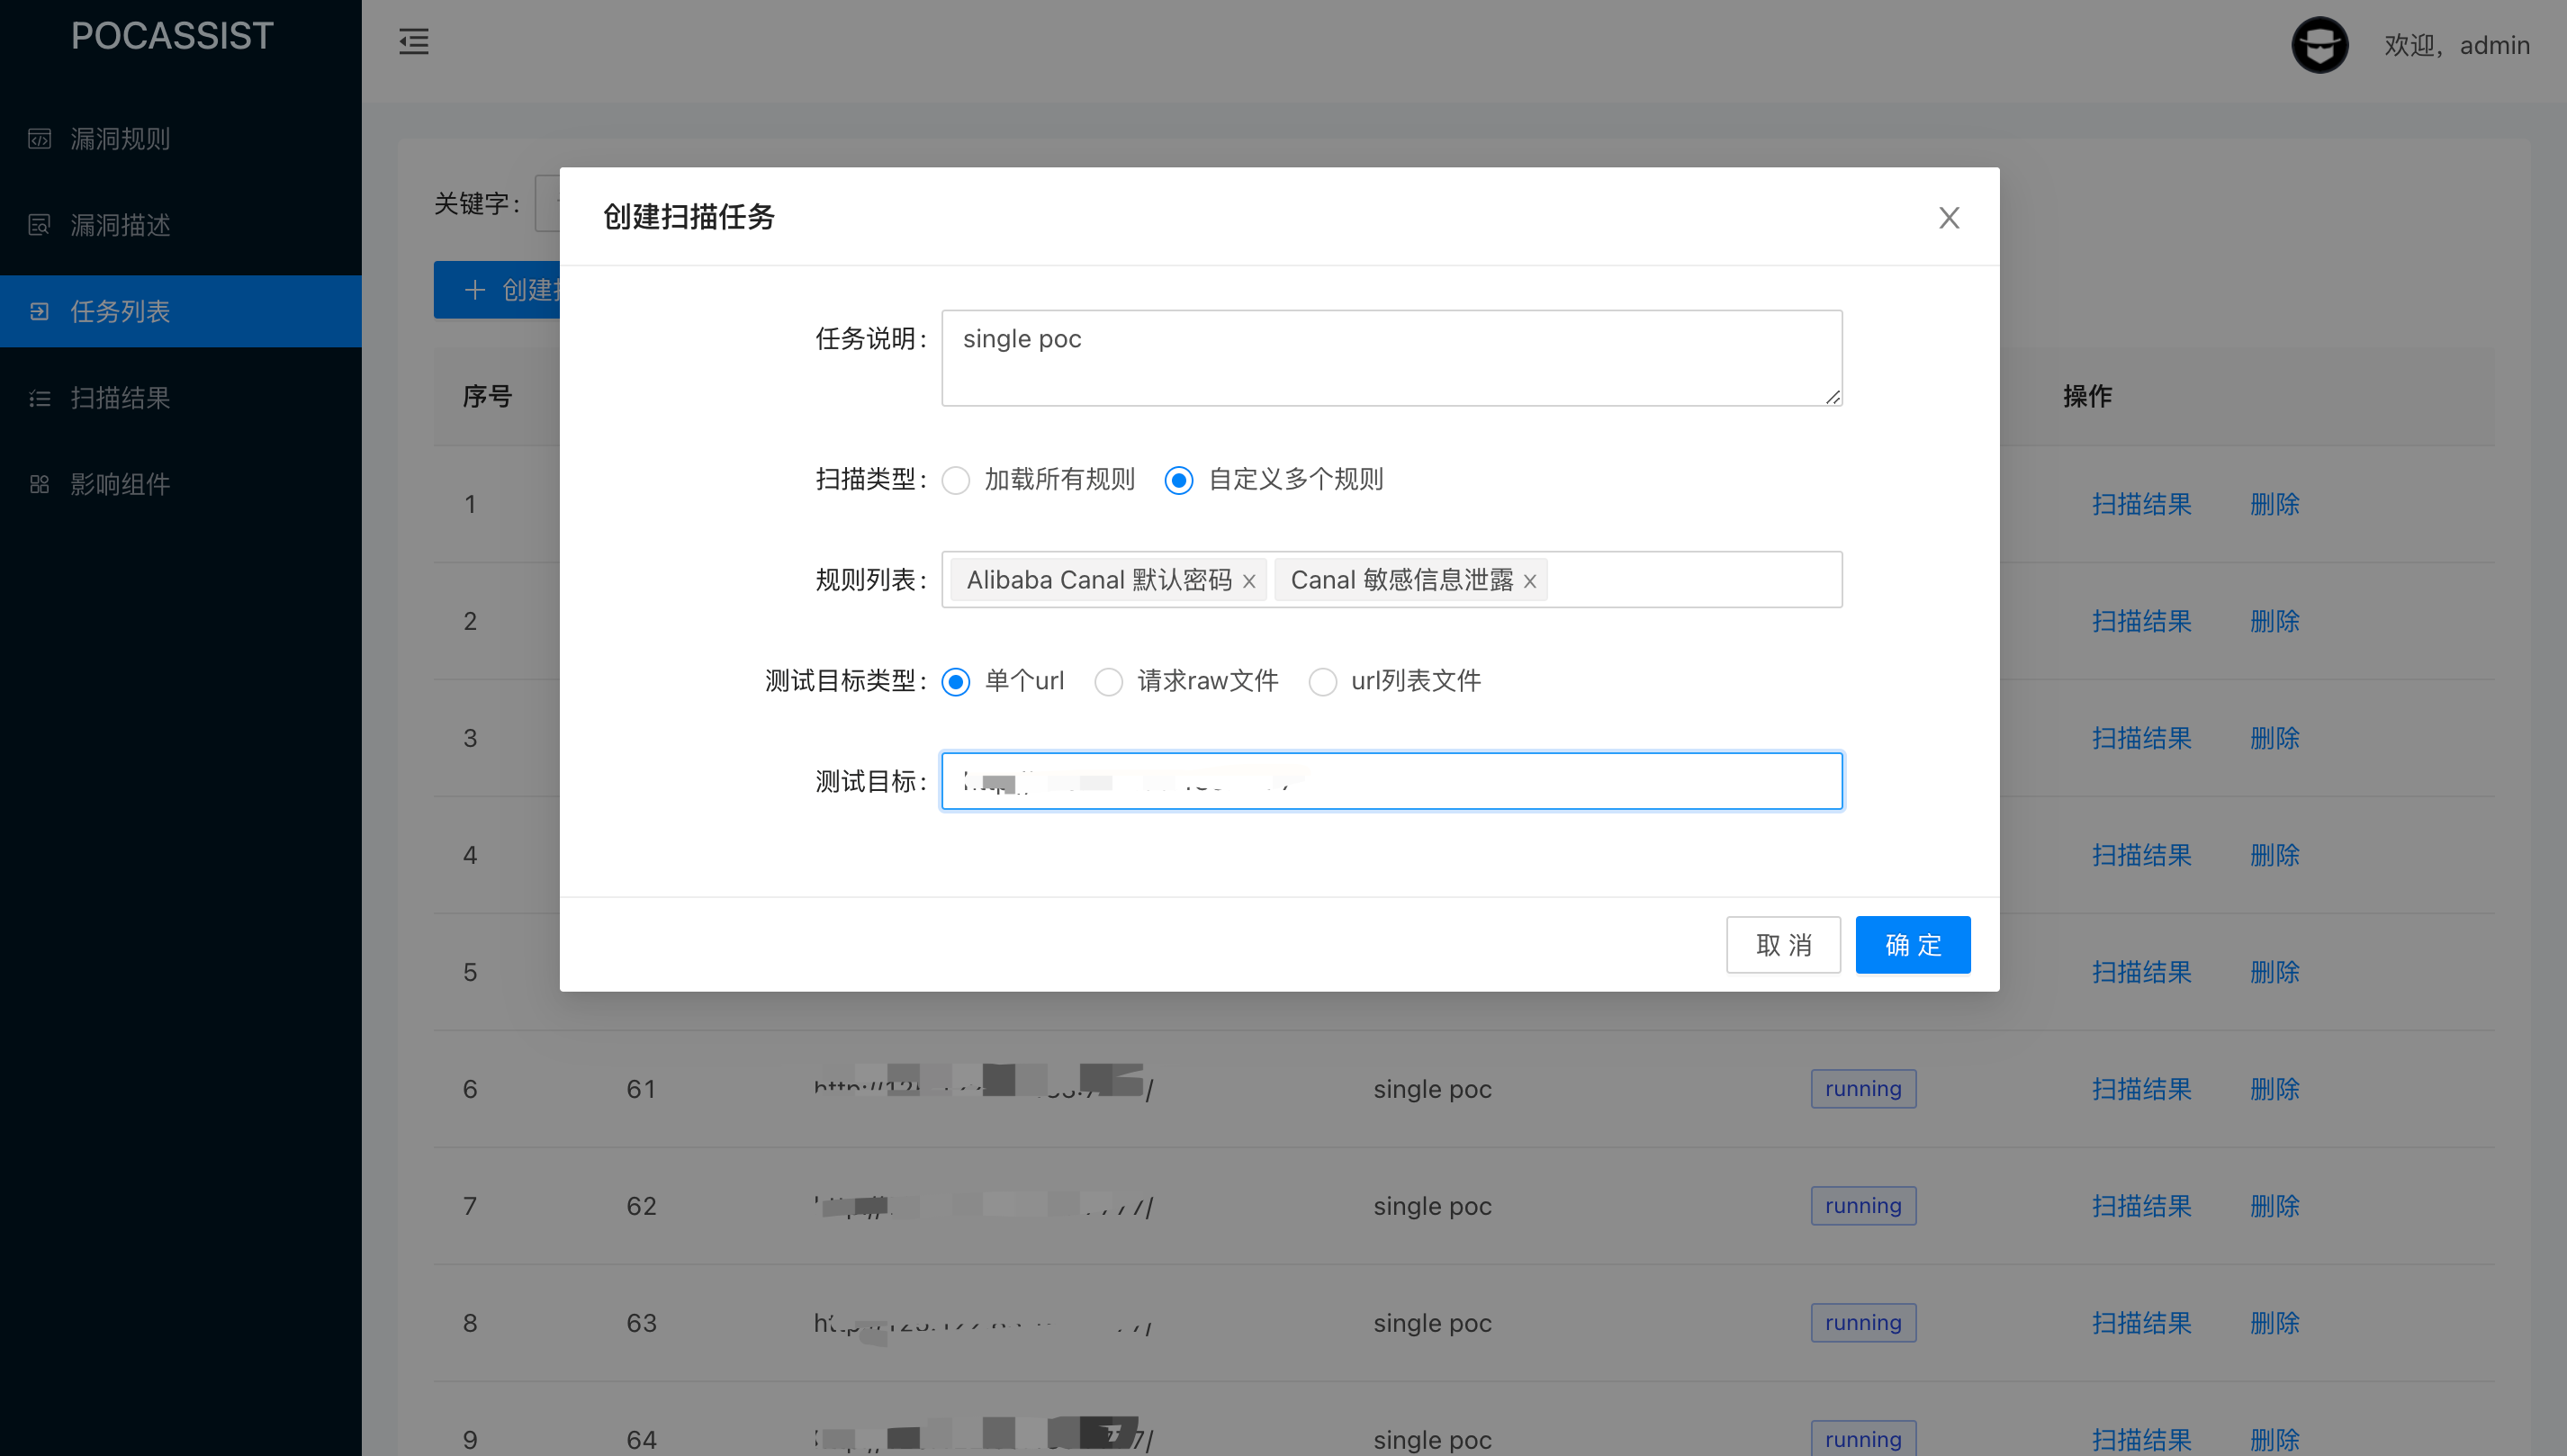 POCASSIST
欢迎，admin
漏洞规则
漏洞描述
任务列表
扫描结果
影响组件
关键字：
创建
序号
操作
1 扫描结果 删除
2 扫描结果 删除
3 扫描结果 删除
4 扫描结果 删除
5 扫描结果 删除
6 61 single poc running 扫描结果 删除
7 62 single poc running 扫描结果 删除
8 63 single poc running 扫描结果 删除
9 64 single poc running 扫描结果 删除
创建扫描任务
任务说明： single poc
扫描类型： 加载所有规则 自定义多个规则
规则列表： Alibaba Canal 默认密码 Canal 敏感信息泄露
测试目标类型： 单个url 请求raw文件 url列表文件
测试目标：
取 消 确 定